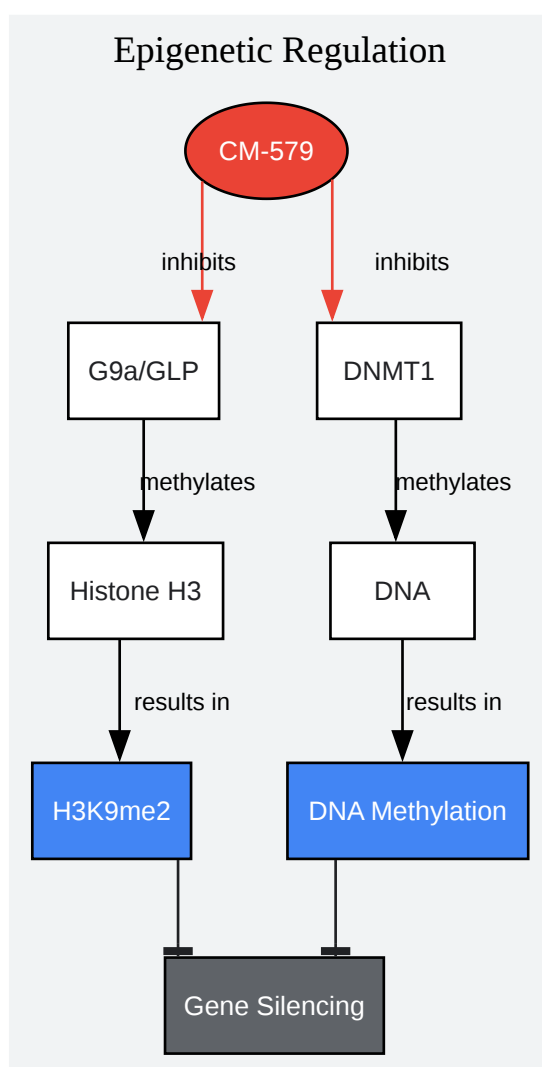 Epigenetic Regulation
CM-579
inhibits
inhibits
G9a/GLP
DNMT1
methylates
methylates
Histone H3
DNA
results in
results in
H3K9me2
DNA Methylation
Gene Silencing